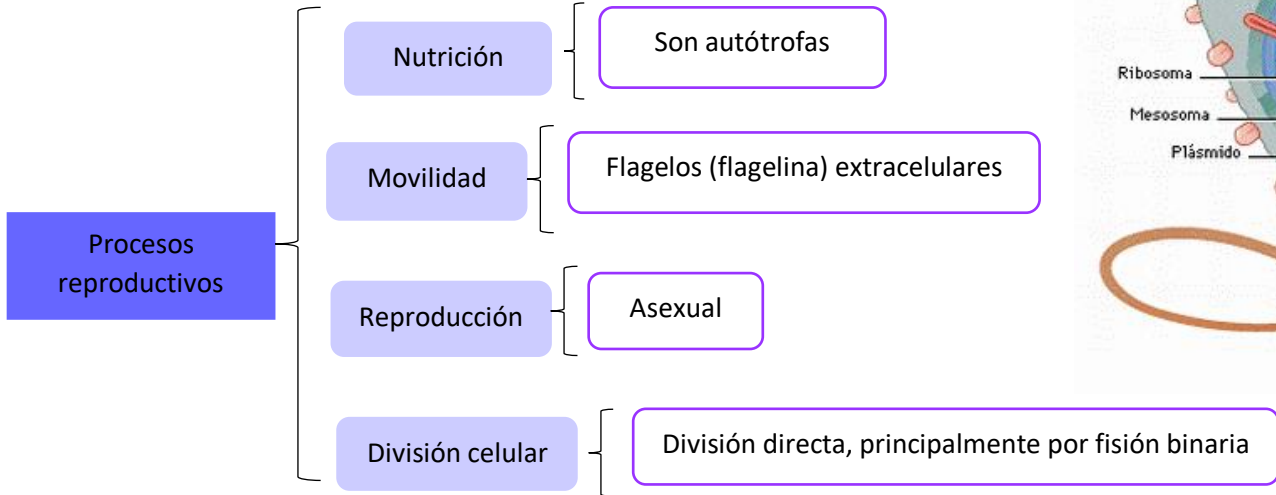 Nutrición
Son autótrofas
Movilidad
Flagelos (flagelina) extracelulares
Procesos
reproductivos
Reproducción
Asexual
División celular
División directa, principalmente por fisión binaria
Ribosoma
Mesosoma
Plásmido